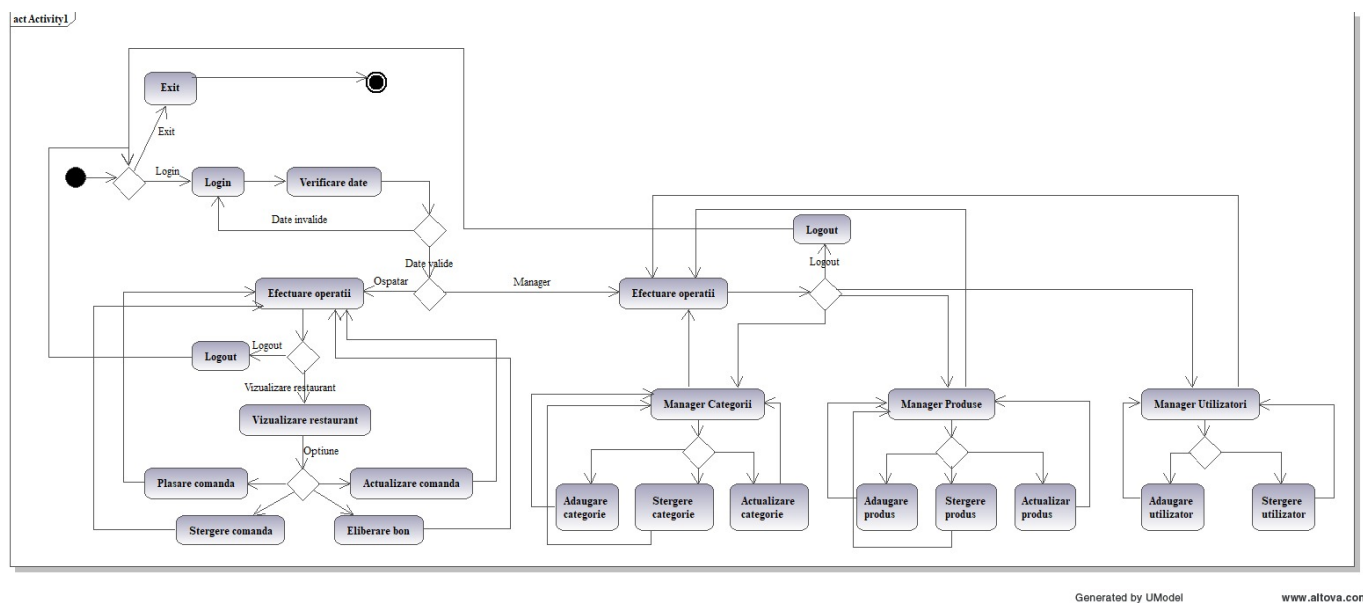 act Activity1
Exit
Exit
Login
Login
Verificare date
Date invalide
Date valide
Logout
Logout
Ospatar
Manager
Efectuare operatii
Efectuare operatii
Logout
Logout
Vizualizare restaurant
Vizualizare restaurant
Optiune
Plasare comanda
Actualizare comanda
Stergere comanda
Eliberare bon
Manager Categorii
Manager Produse
Manager Utilizatori
Adaugare
categorie
Stergere
categorie
Actualizare
categorie
Adaugare
produs
Stergere
produs
Actualizar
produs
Adaugare
utilizator
Stergere
utilizator
Generated by UModel
www.altova.con